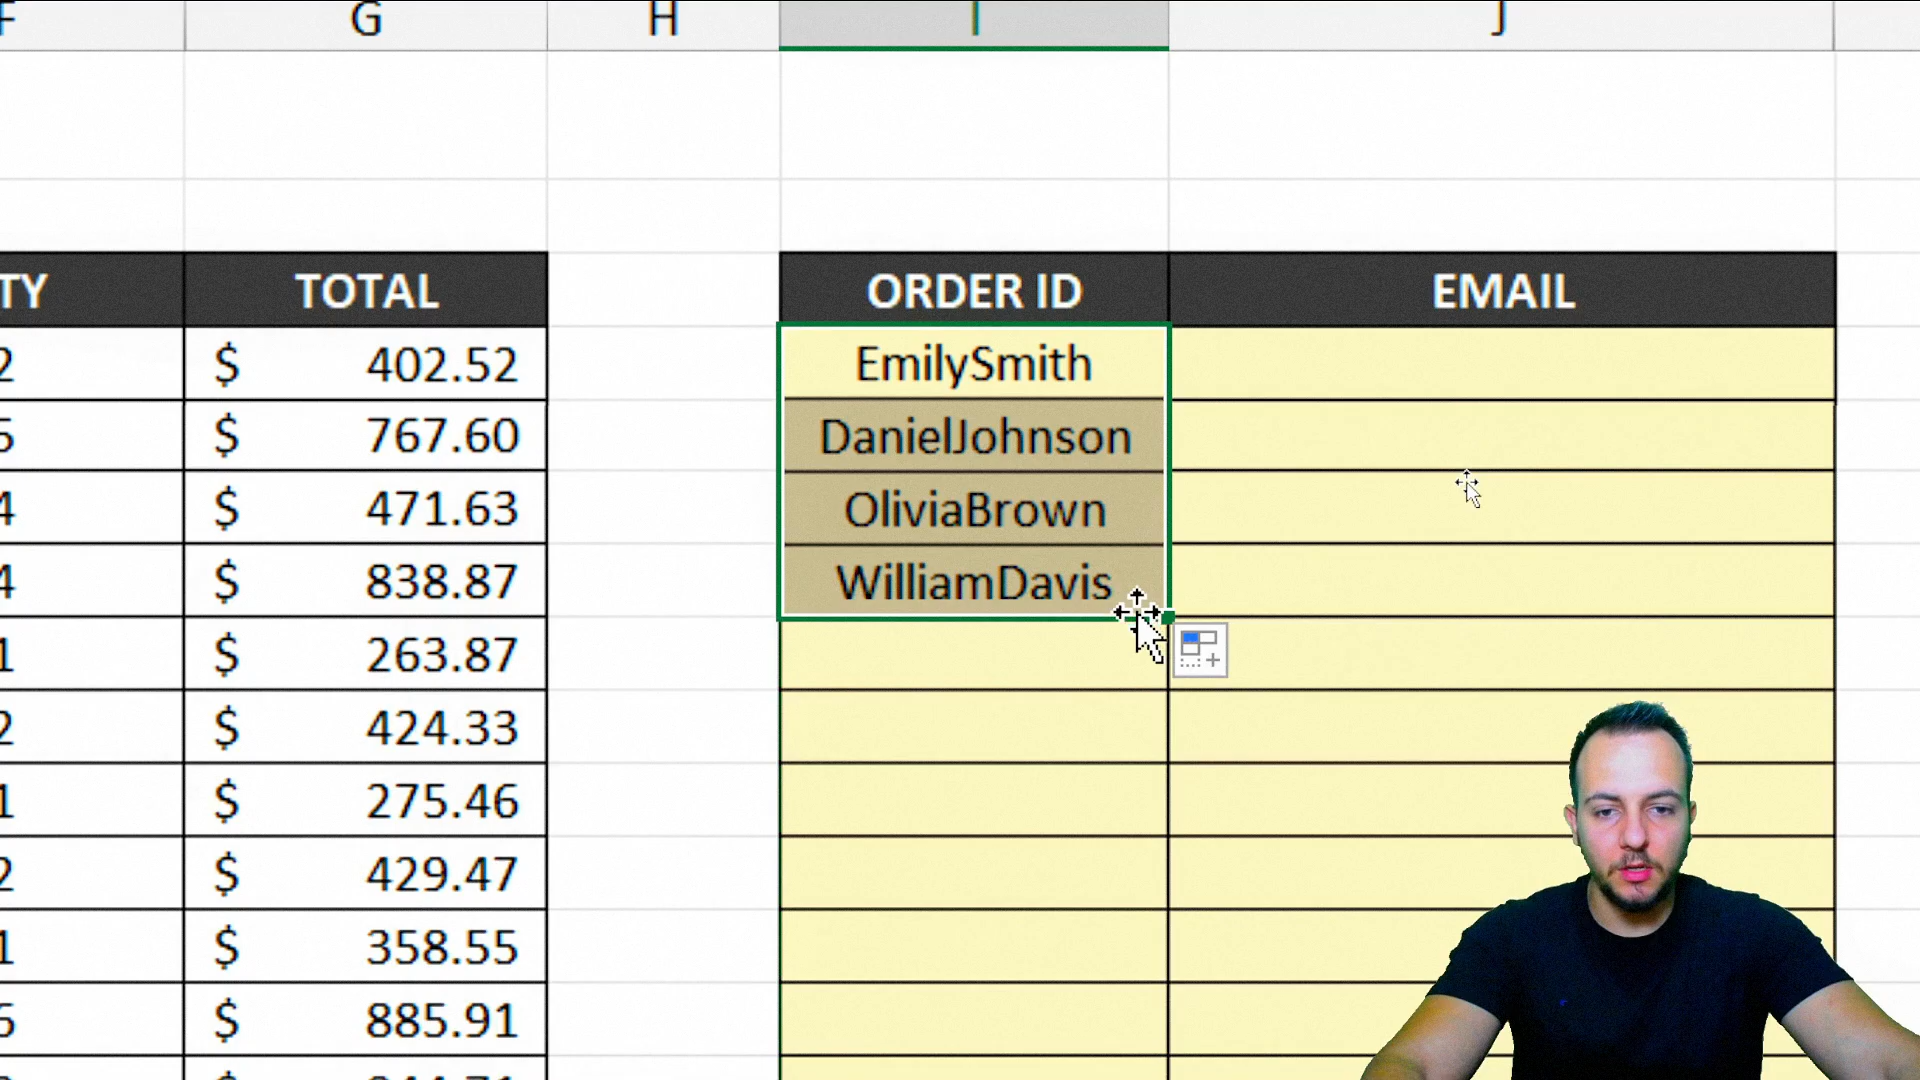 F G H I J
TY TOTAL ORDER ID EMAIL
2 $ 402.52 EmilySmith
5 $ 767.60 DanielJohnson
4 $ 471.63 OliviaBrown
4 $ 838.87 WilliamDavis
1 $ 263.87
2 $ 424.33
1 $ 275.46
2 $ 429.47
1 $ 358.55
$ 885.91
$